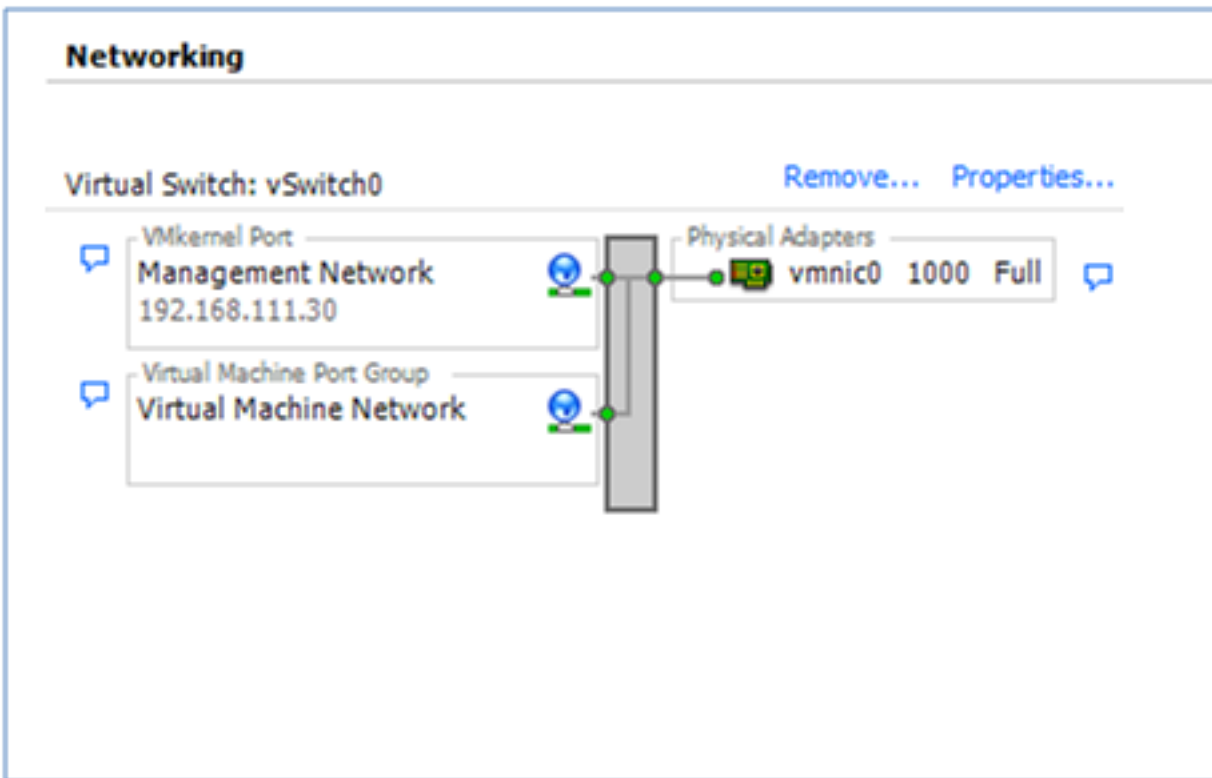 Networking
Virtual Switch: vSwitch0
Remove... Properties...
VMkernel Port
Management Network
192.168.111.30
Physical Adapters
vmnic0 1000 Full
Virtual Machine Port Group
Virtual Machine Network